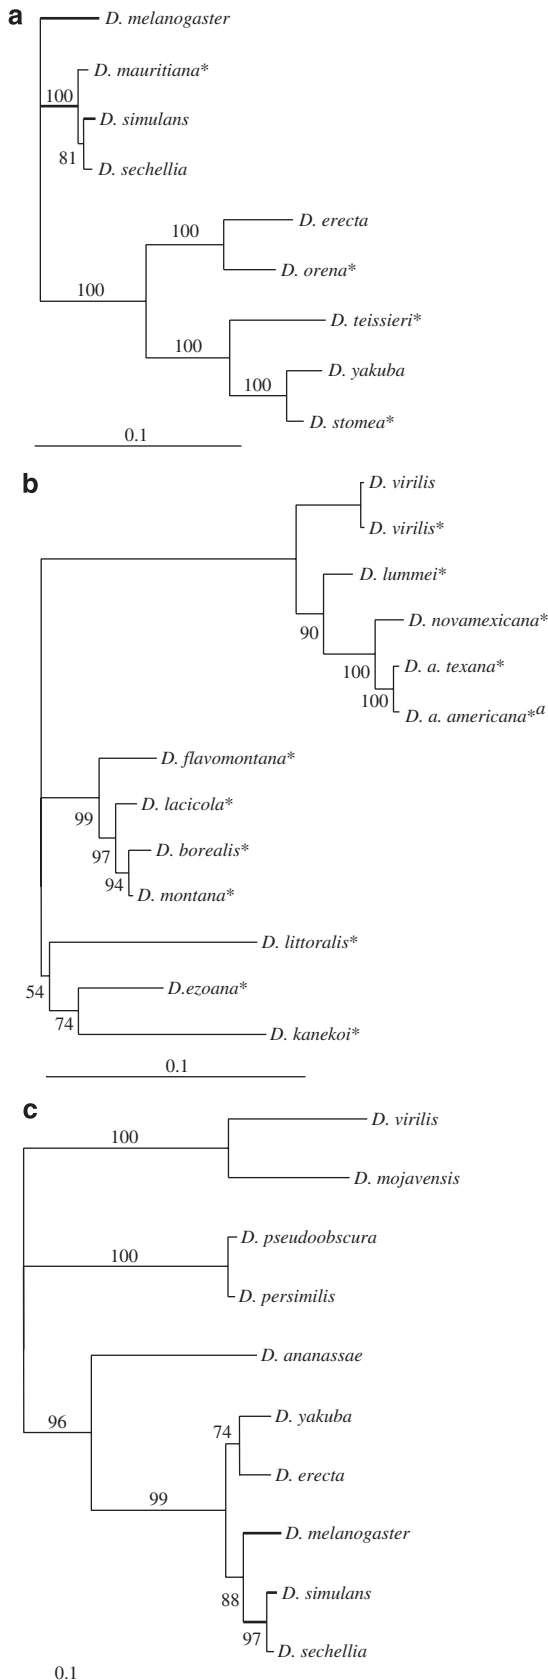 a
D. melanogaster
D. mauritiana*
100
D. simulans
81
D. sechellia
D. erecta
100
D. orena*
100
D. teissieri*
100
D. yakuba
100
D. stomea*
0.1
b
D. virilis
D. virilis*
D. lummei*
90
D. novamexicana*
100
D. a. texana*
100
D. a. americana*a
D. flavomontana*
99
D. lacicola*
97
D. borealis*
94
D. montana*
D. littoralis*
54
D.ezoana*
74
D. kanekoi*
0.1
c
D. virilis
100
D. mojavensis
D. pseudoobscura
100
D. persimilis
D. ananassae
96
D. yakuba
74
D. erecta
99
D. melanogaster
88
D. simulans
97
D. sechellia
0.1